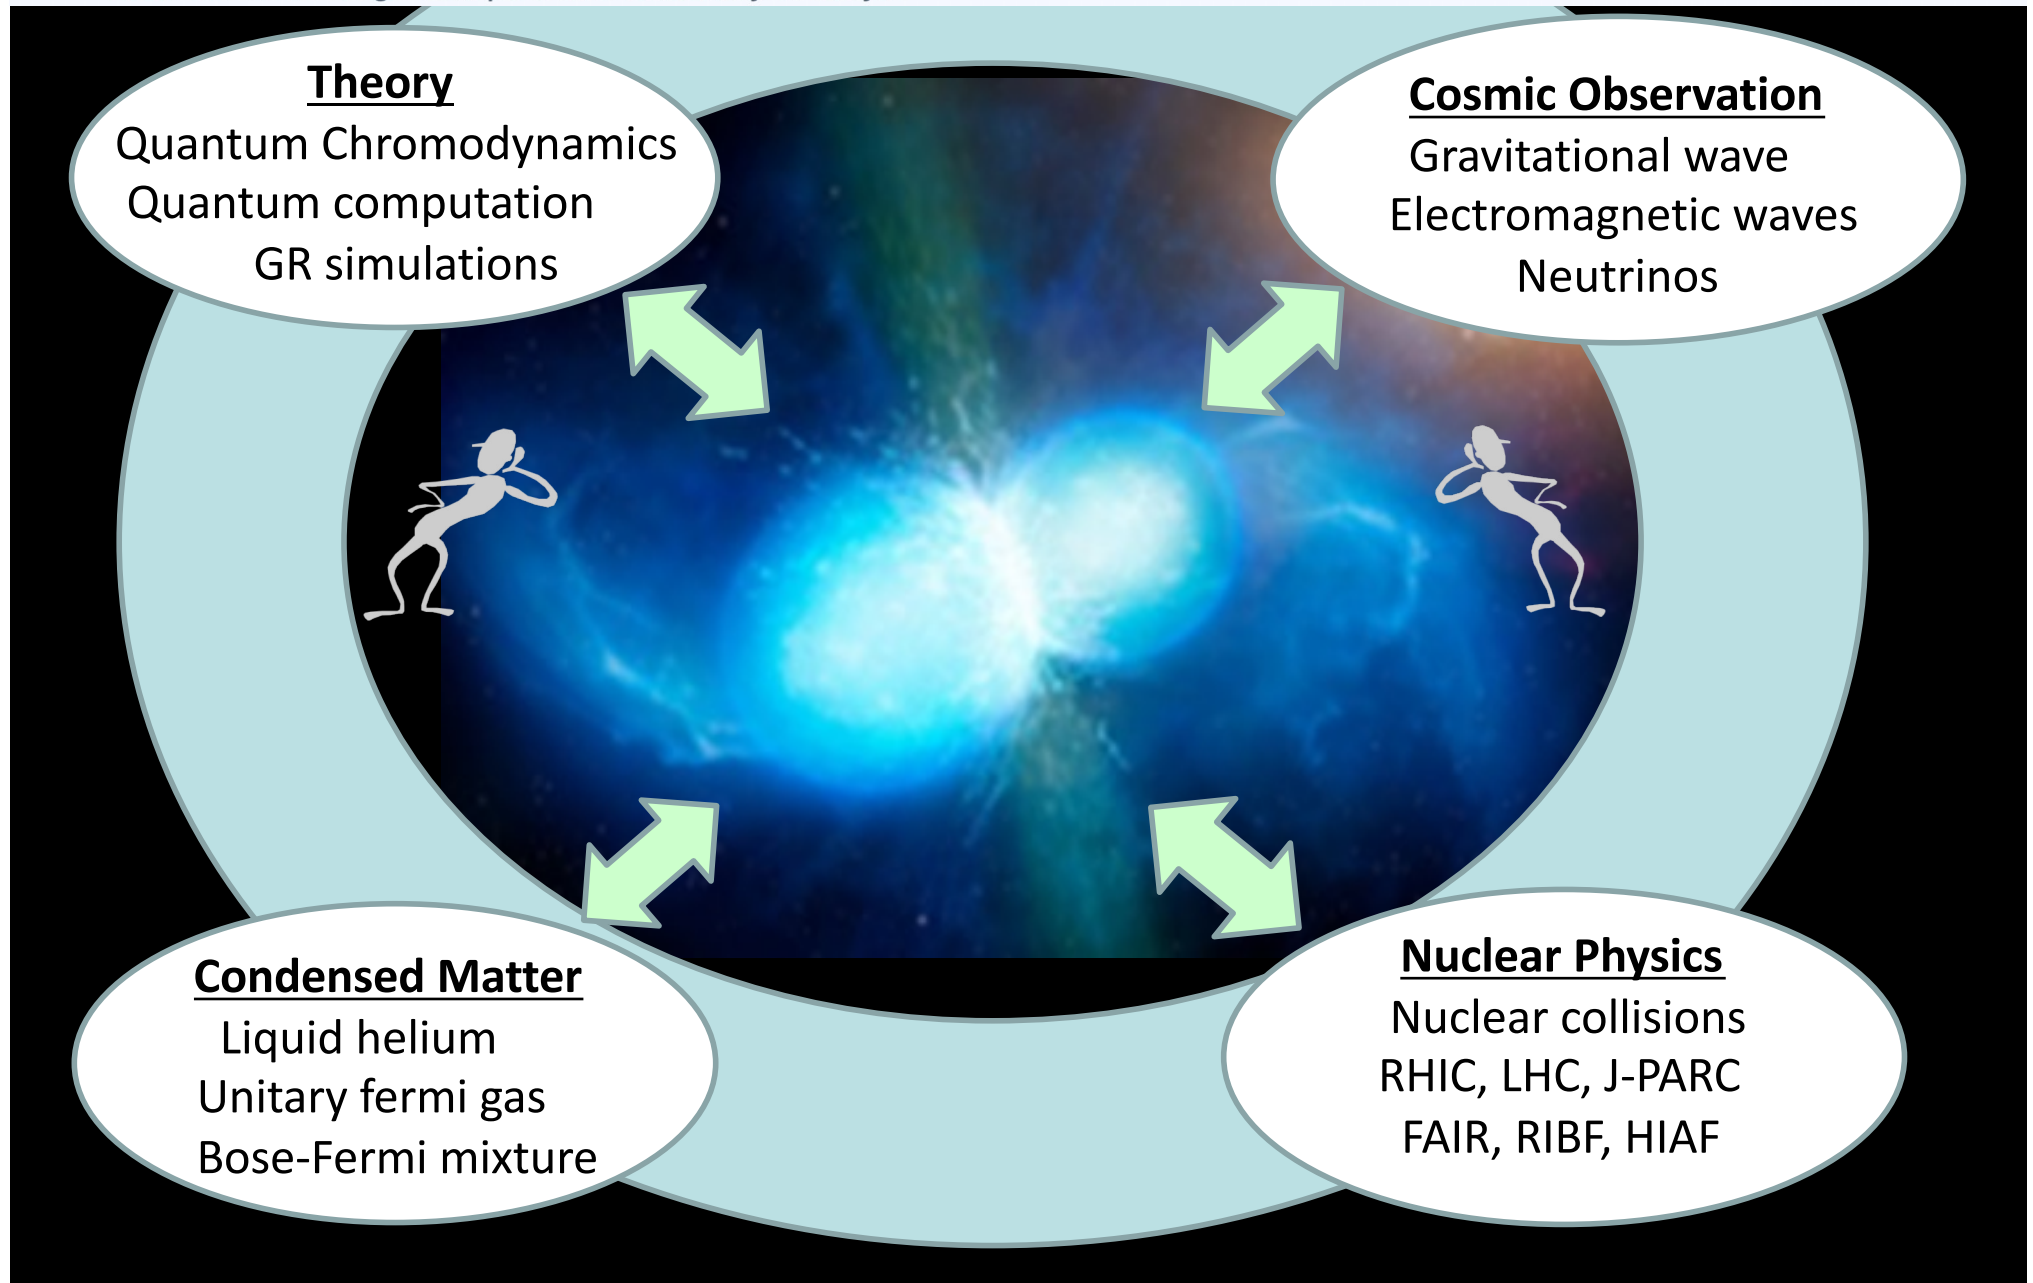 Theory
Quantum Chromodynamics
Quantum computation
GR simulations
Cosmic Observation
Gravitational wave
Electromagnetic waves
Neutrinos
Condensed Matter
Liquid helium
Unitary fermi gas
Bose-Fermi mixture
Nuclear Physics
Nuclear collisions
RHIC, LHC, J-PARC
FAIR, RIBF, HIAF